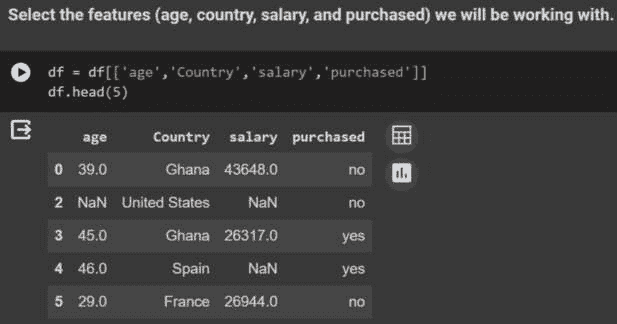 Select the features (age, country, salary, and purchased) we will be working with.
df = df[['age','Country','salary','purchased']]
df.head(5)
age Country salary purchased
0 39.0 Ghana 43648.0 no
2 NaN United States NaN no
3 45.0 Ghana 26317.0 yes
4 46.0 Spain NaN yes
5 29.0 France 26944.0 no